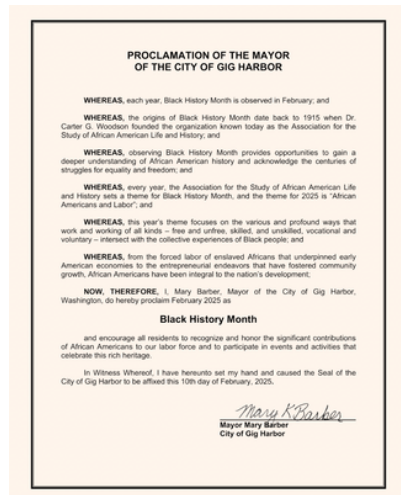 PROCLAMATION OF THE MAYOR
OF THE CITY OF GIG HARBOR
WHEREAS, each year, Black History Month is observed in February; and
WHEREAS, the origins of Black History Month date back to 1915 when Dr.
Carter G. Woodson founded the organization known today as the Association for the
Study of African American Life and History; and
WHEREAS, observing Black History Month provides opportunities to gain a
deeper understanding of African American history and acknowledge the centuries of
struggles for equality and freedom; and
WHEREAS, every year, the Association for the Study of African American Life
and History sets a theme for Black History Month, and the theme for 2025 is "African
Americans and Labor"; and
WHEREAS, this year's theme focuses on the various and profound ways that
work and working of all kinds – free and unfree, skilled, and unskilled, vocational and
voluntary – intersect with the collective experiences of Black people; and
WHEREAS, from the forced labor of enslaved Africans that underpinned early
American economies to the entrepreneurial endeavors that have fostered community
growth, African Americans have been integral to the nation's development;
NOW, THEREFORE, I, Mary Barber, Mayor of the City of Gig Harbor,
Washington, do hereby proclaim February 2025 as
Black History Month
and encourage all residents to recognize and honor the significant contributions
of African Americans to our labor force and to participate in events and activities that
celebrate this rich heritage.
In Witness Whereof, I have hereunto set my hand and caused the Seal of the
City of Gig Harbor to be affixed this 10th day of February, 2025.
Mary K Barber
Mayor Mary Barber
City of Gig Harbor